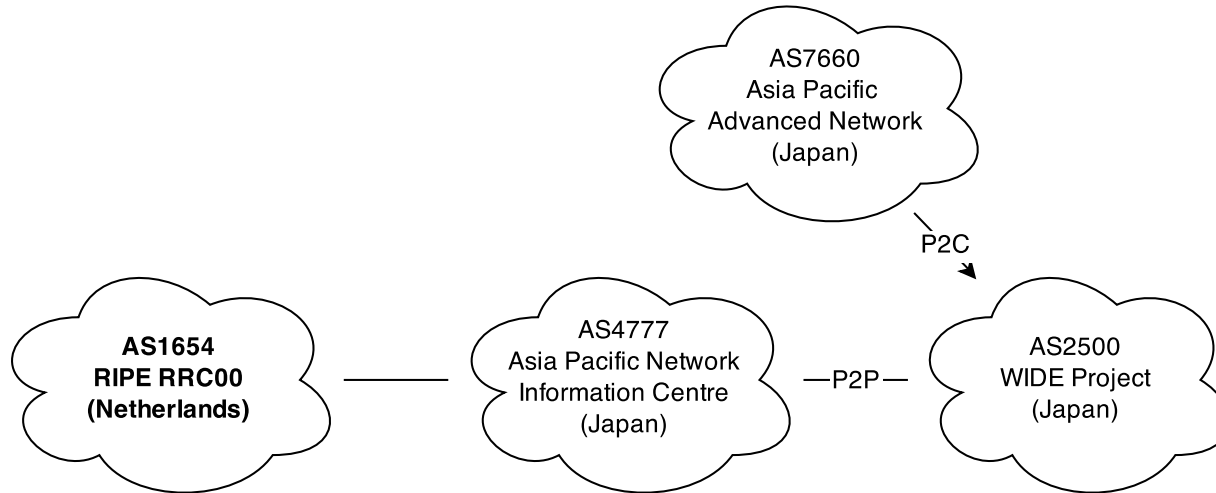 AS7660
Asia Pacific
Advanced Network
(Japan)
P2C
AS1654
RIPE RRC00
(Netherlands)
AS4777
Asia Pacific Network
Information Centre
(Japan)
P2P
AS2500
WIDE Project
(Japan)